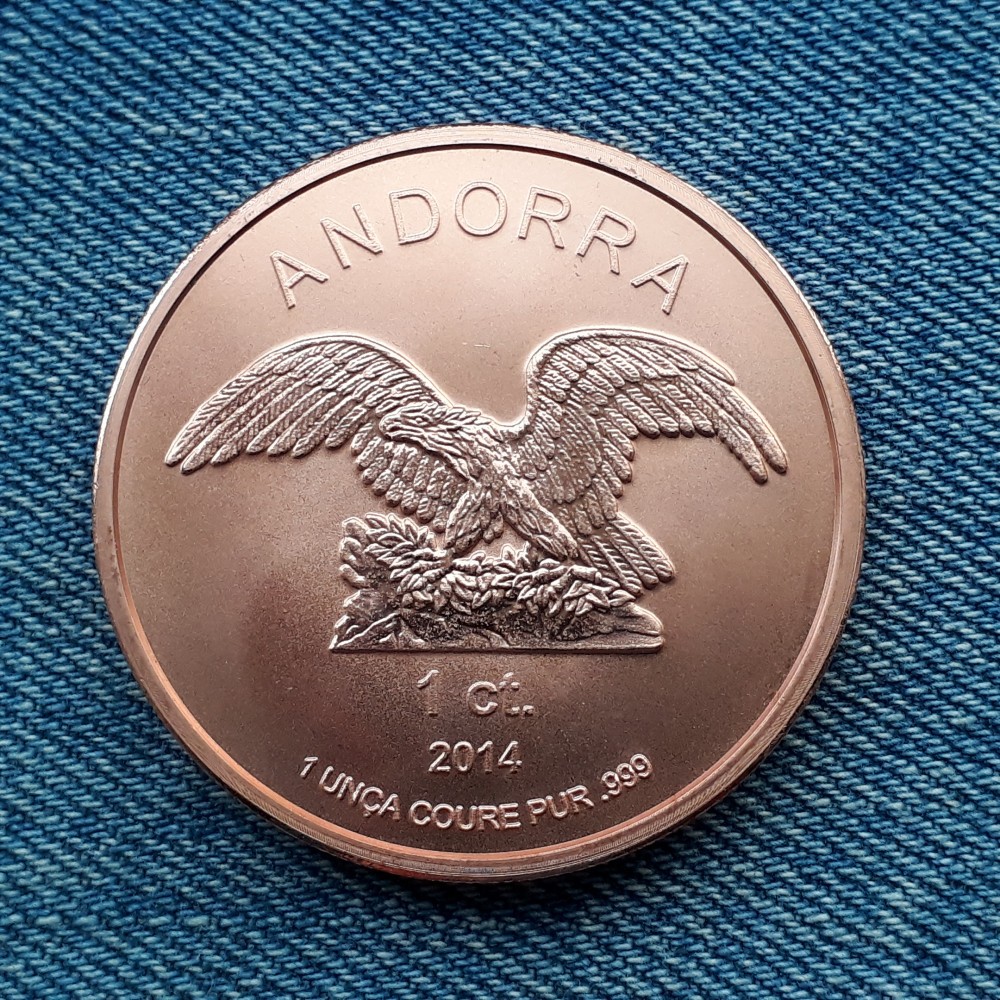 ANDORRA
1 ct.
2014
1 UNÇA COURE PUR .999